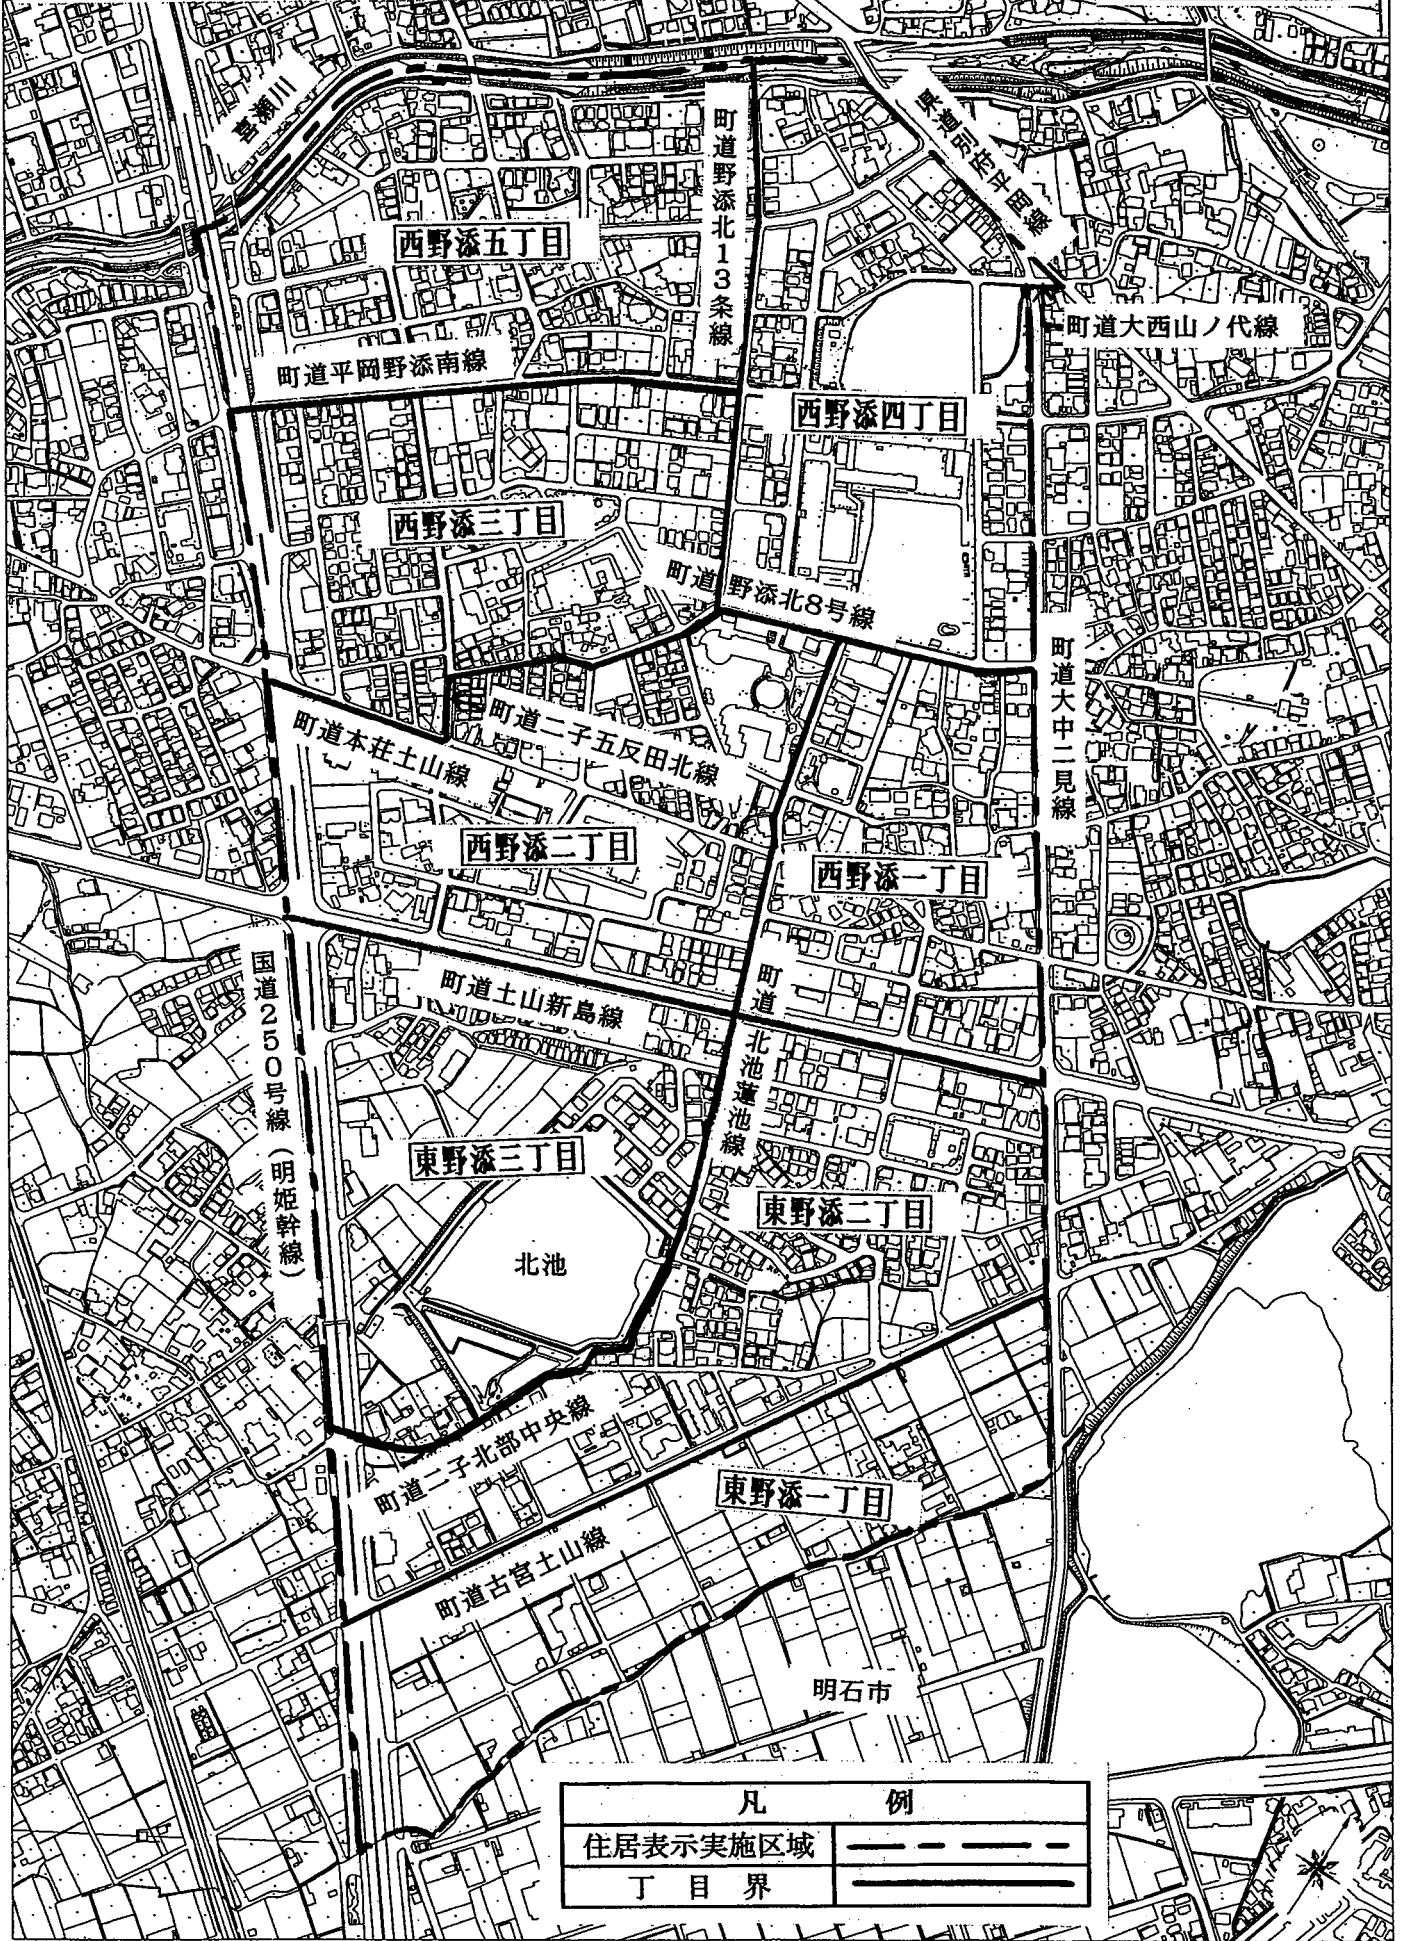 喜瀬川
町道野添北13条線
県道別府平岡線
西野添五丁目
町道大西山ノ代線
町道平岡野添南線
西野添四丁目
西野添三丁目
町道野添北8号線
町道大中二見線
町道二子五反田北線
町道本荘土山線
西野添二丁目
西野添一丁目
国道250号線(明姫幹線)
町道土山新島線
町道北池蓮池線
東野添三丁目
東野添二丁目
北池
町道二子北部中央線
東野添一丁目
町道古宮土山線
明石市
凡例
住居表示実施区域
丁目界